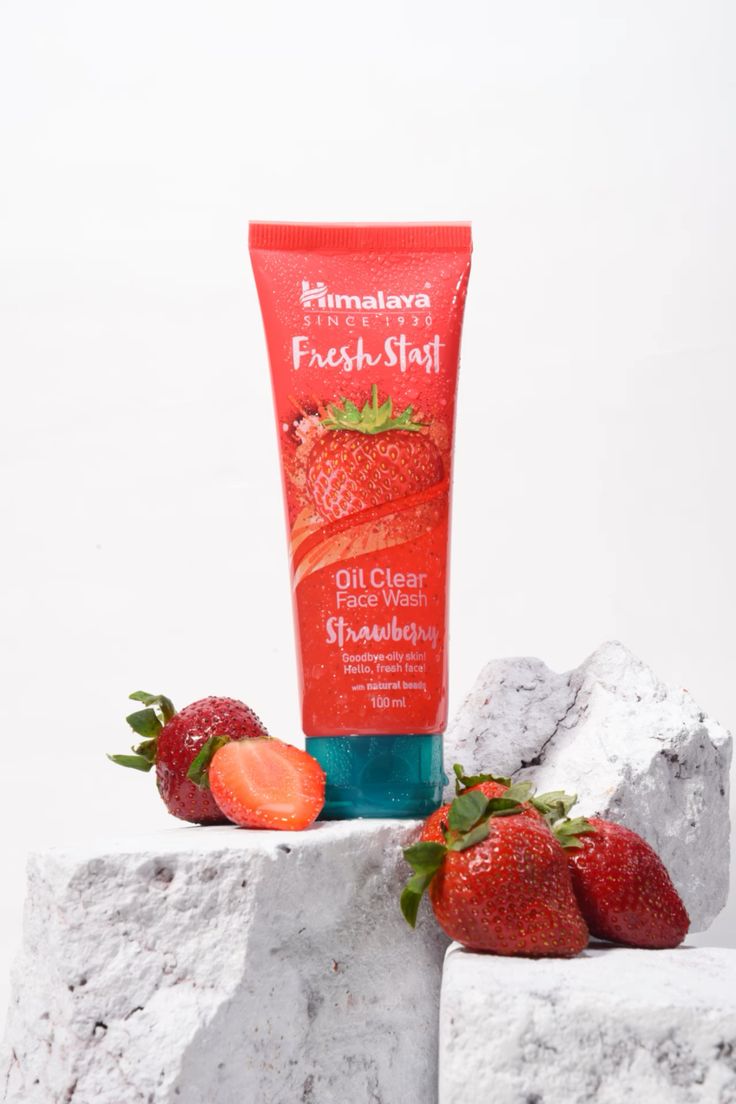 Himalaya
SINCE 1930
Fresh Start
Oil Clear
Face Wash
Strawberry
Goodbye oily skin!
Hello, fresh face!
with natural beads
100 ml